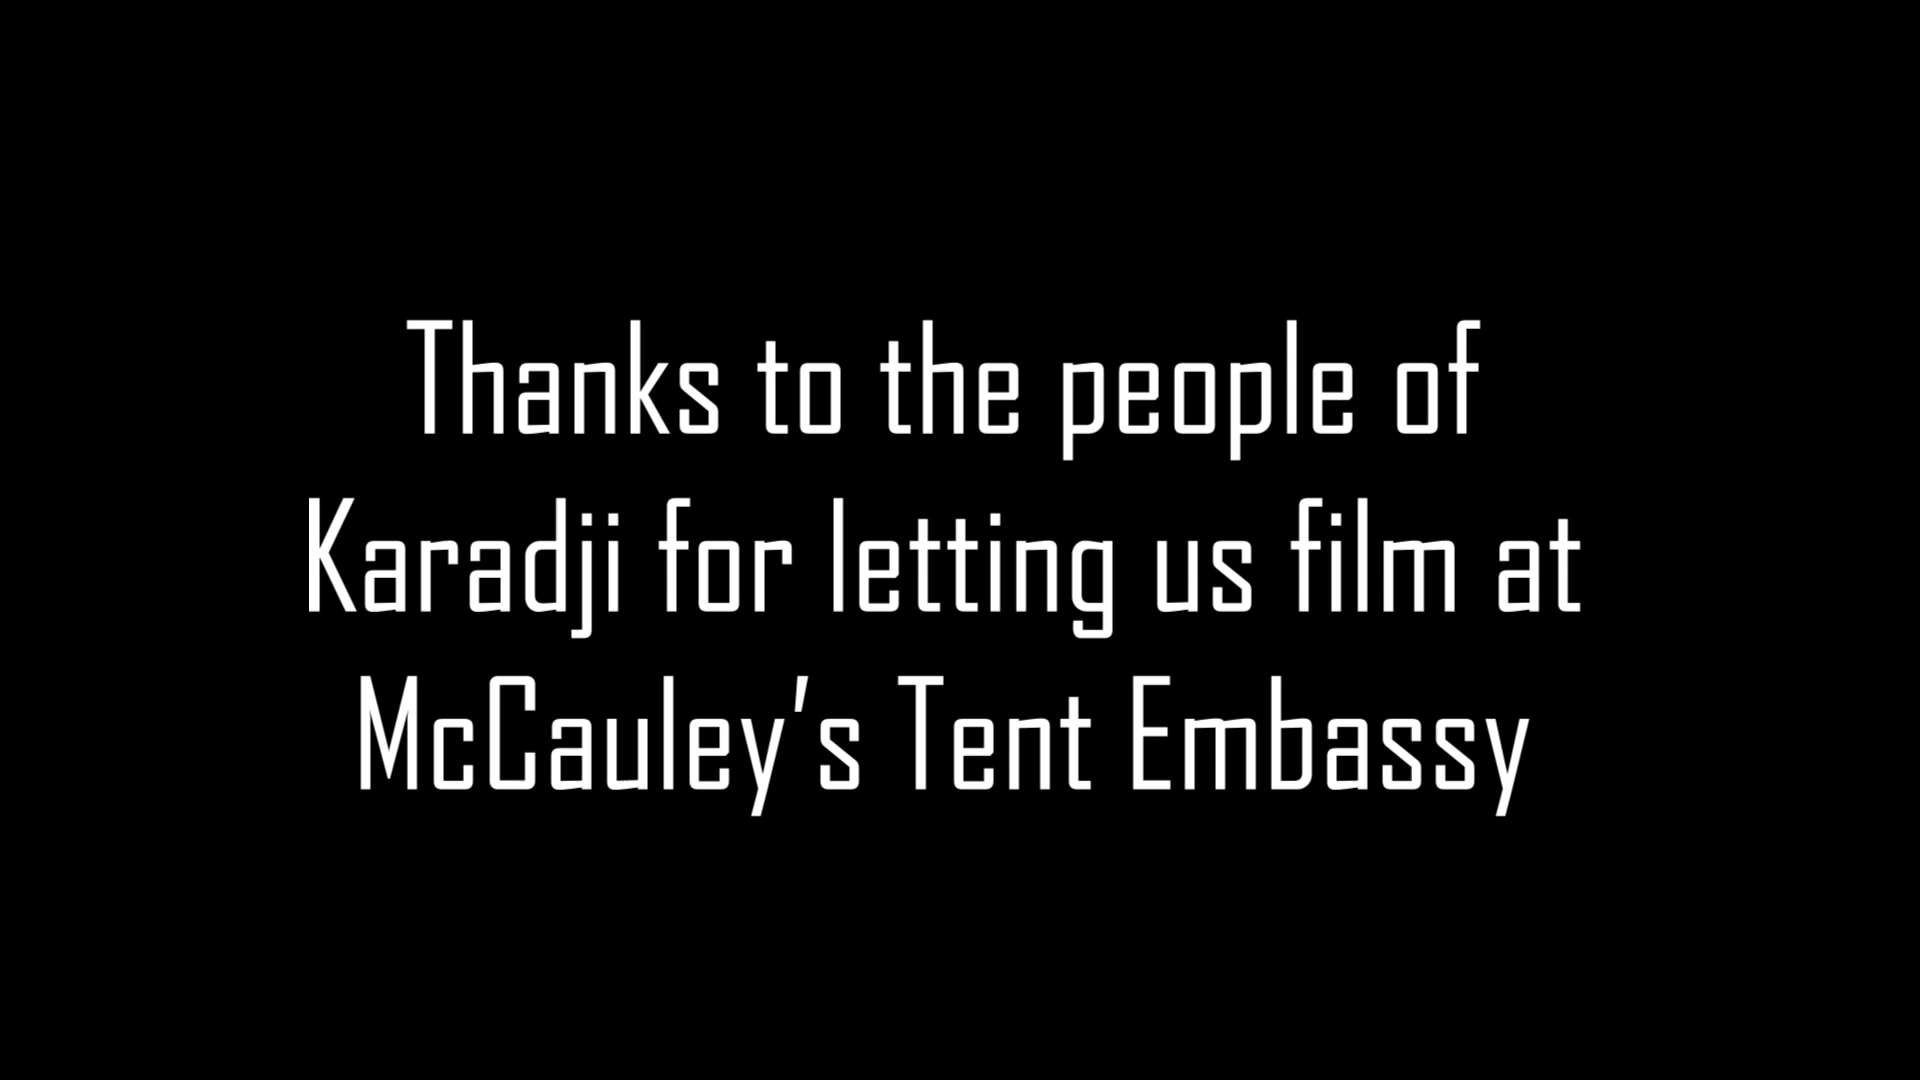 Thanks to the people of
Karadji for letting us film at
McCauley's Tent Embassy